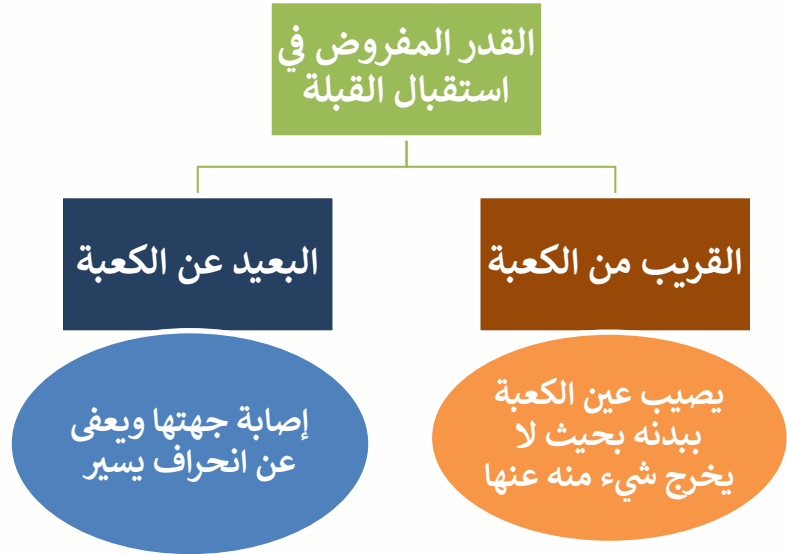 القدر المفروض في
استقبال القبلة
القريب من الكعبة
البعيد عن الكعبة
يصيب عين الكعبة
ببدنه بحيث لا
يخرج شيء منه عنها
إصابة جهتها ويعفى
عن انحراف يسير